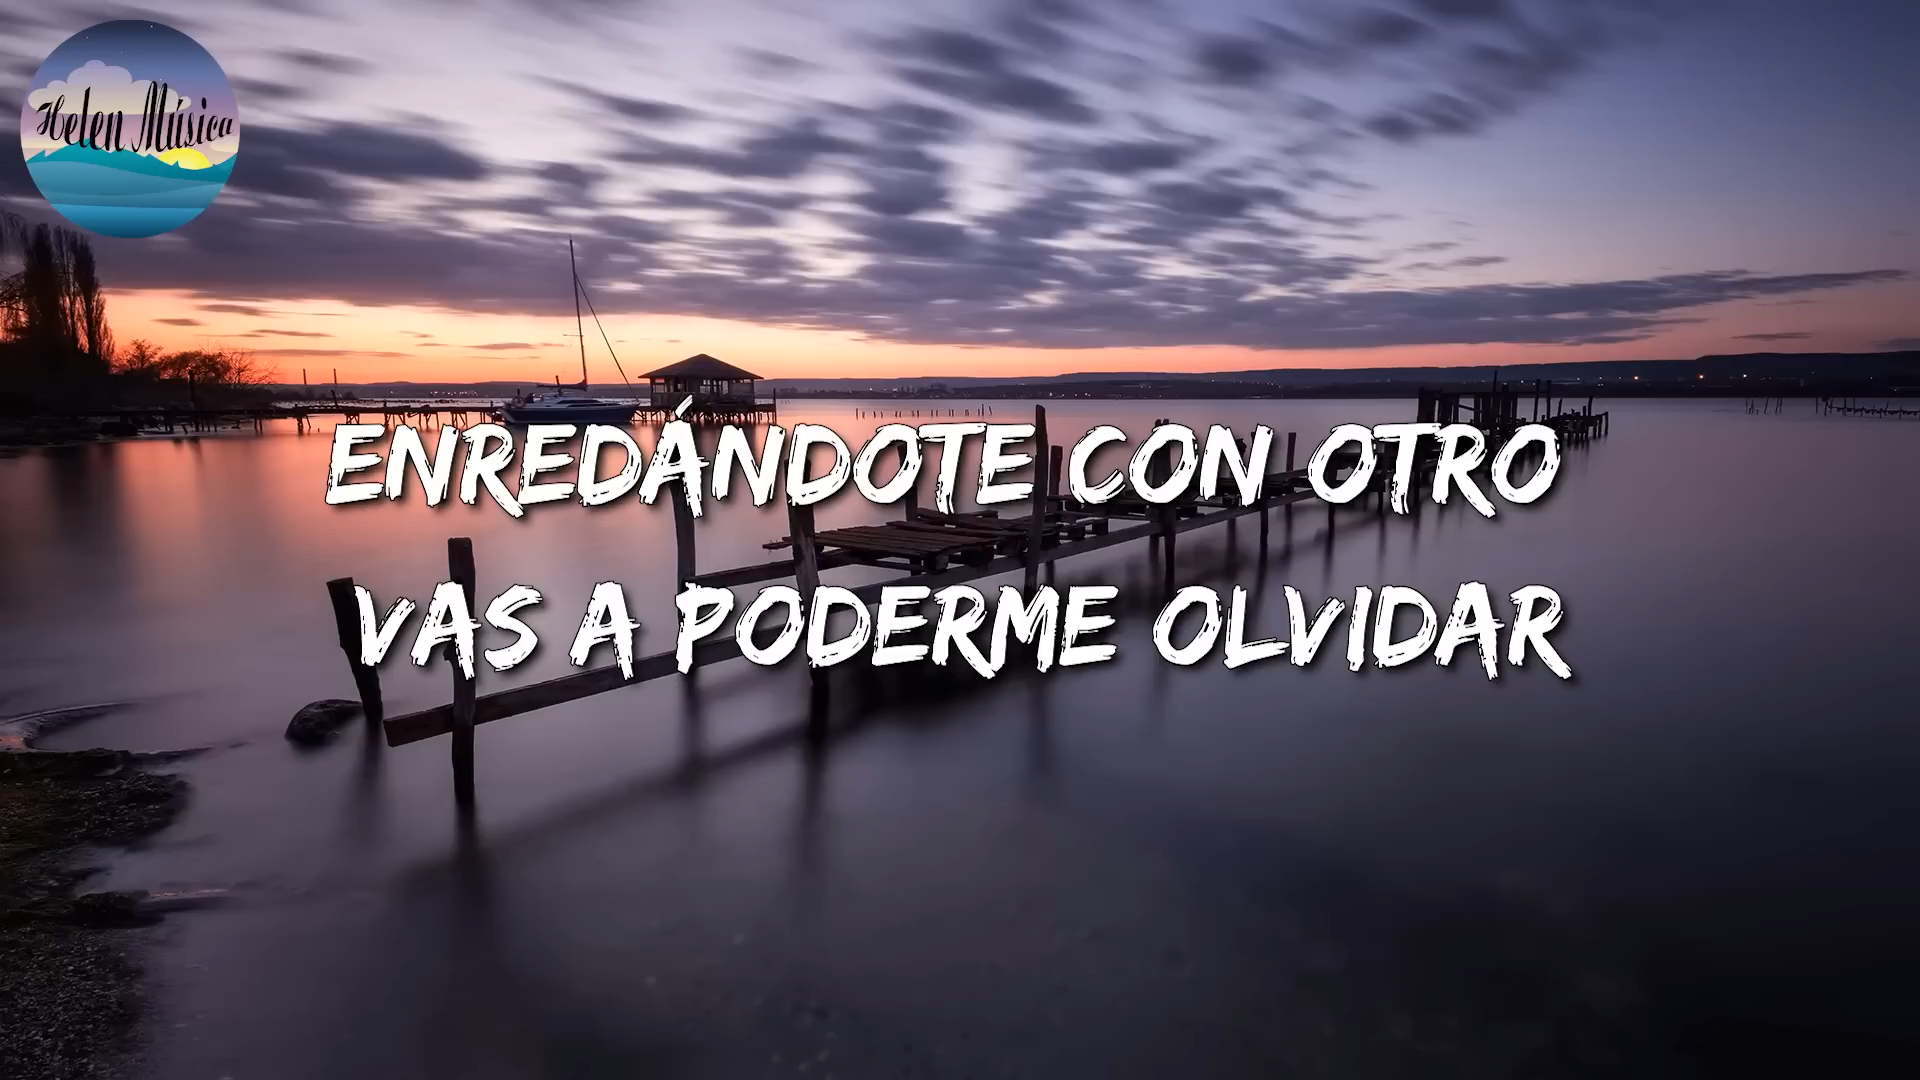 Helen Música
ENREDÁNDOTE CON OTRO
VAS A PODERME OLVIDAR